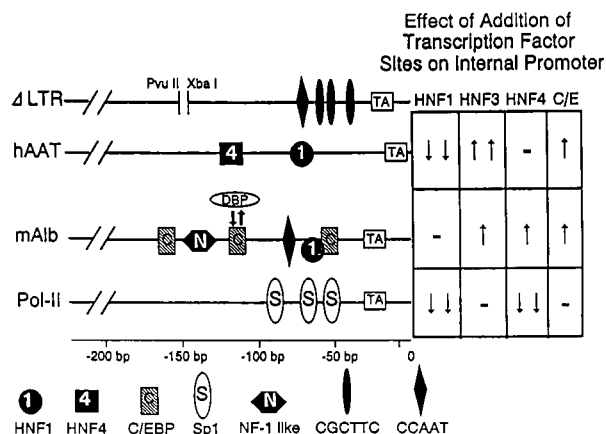 Effect of Addition of
Transcription Factor
Sites on Internal Promoter
HNF1 HNF3 HNF4 C/E
Pvu II Xba I
Δ LTR TA
hAAT 4 1 TA ↓↓ ↑↑ - ↑
DBP
↓↑
mAlb C N C 1 C TA - ↑ ↑ ↑
Pol-II S S S TA ↓↓ - ↓↓ -
-200 bp -150 bp -100 bp -50 bp 0
1 4 C S N
HNF1 HNF4 C/EBP Sp1 NF-1 like CGCTTC CCAAT